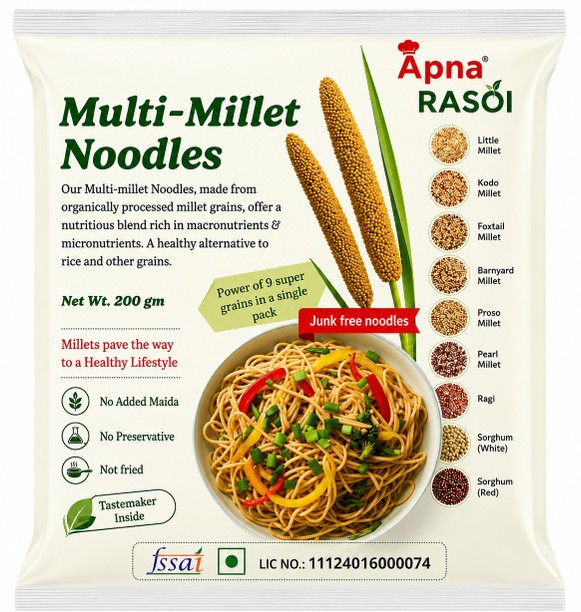 Apna®
RASOI
Multi-Millet
Noodles
Our Multi-millet Noodles, made from
organically processed millet grains, offer a
nutritious blend rich in macronutrients &
micronutrients. A healthy alternative to
rice and other grains.
Net Wt. 200 gm
Power of 9 super
grains in a single
pack
Junk free noodles
Millets pave the way
to a Healthy Lifestyle
No Added Maida
No Preservative
Not fried
Tastemaker
Inside
Little
Millet
Kodo
Millet
Foxtail
Millet
Barnyard
Millet
Proso
Millet
Pearl
Millet
Ragi
Sorghum
(White)
Sorghum
(Red)
fssai
LIC NO.: 11124016000074